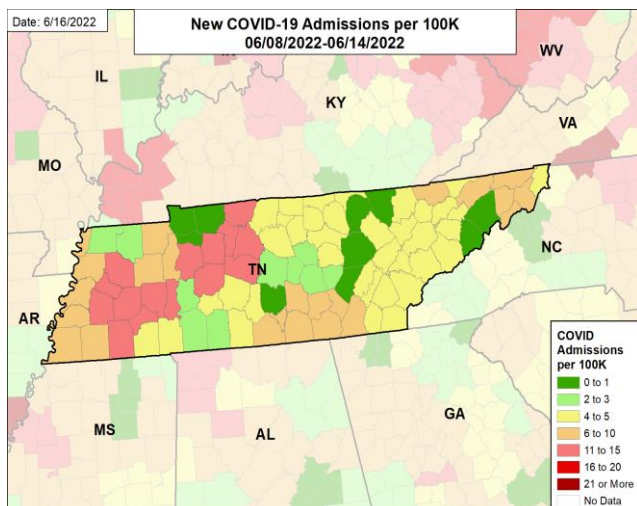 Date: 6/16/2022
New COVID-19 Admissions per 100K
06/08/2022-06/14/2022
WV
IL
KY
VA
MO
NC
TN
AR
MS
AL
GA
COVID
Admissions
per 100K
0 to 1
2 to 3
4 to 5
6 to 10
11 to 15
16 to 20
21 or More
No Data